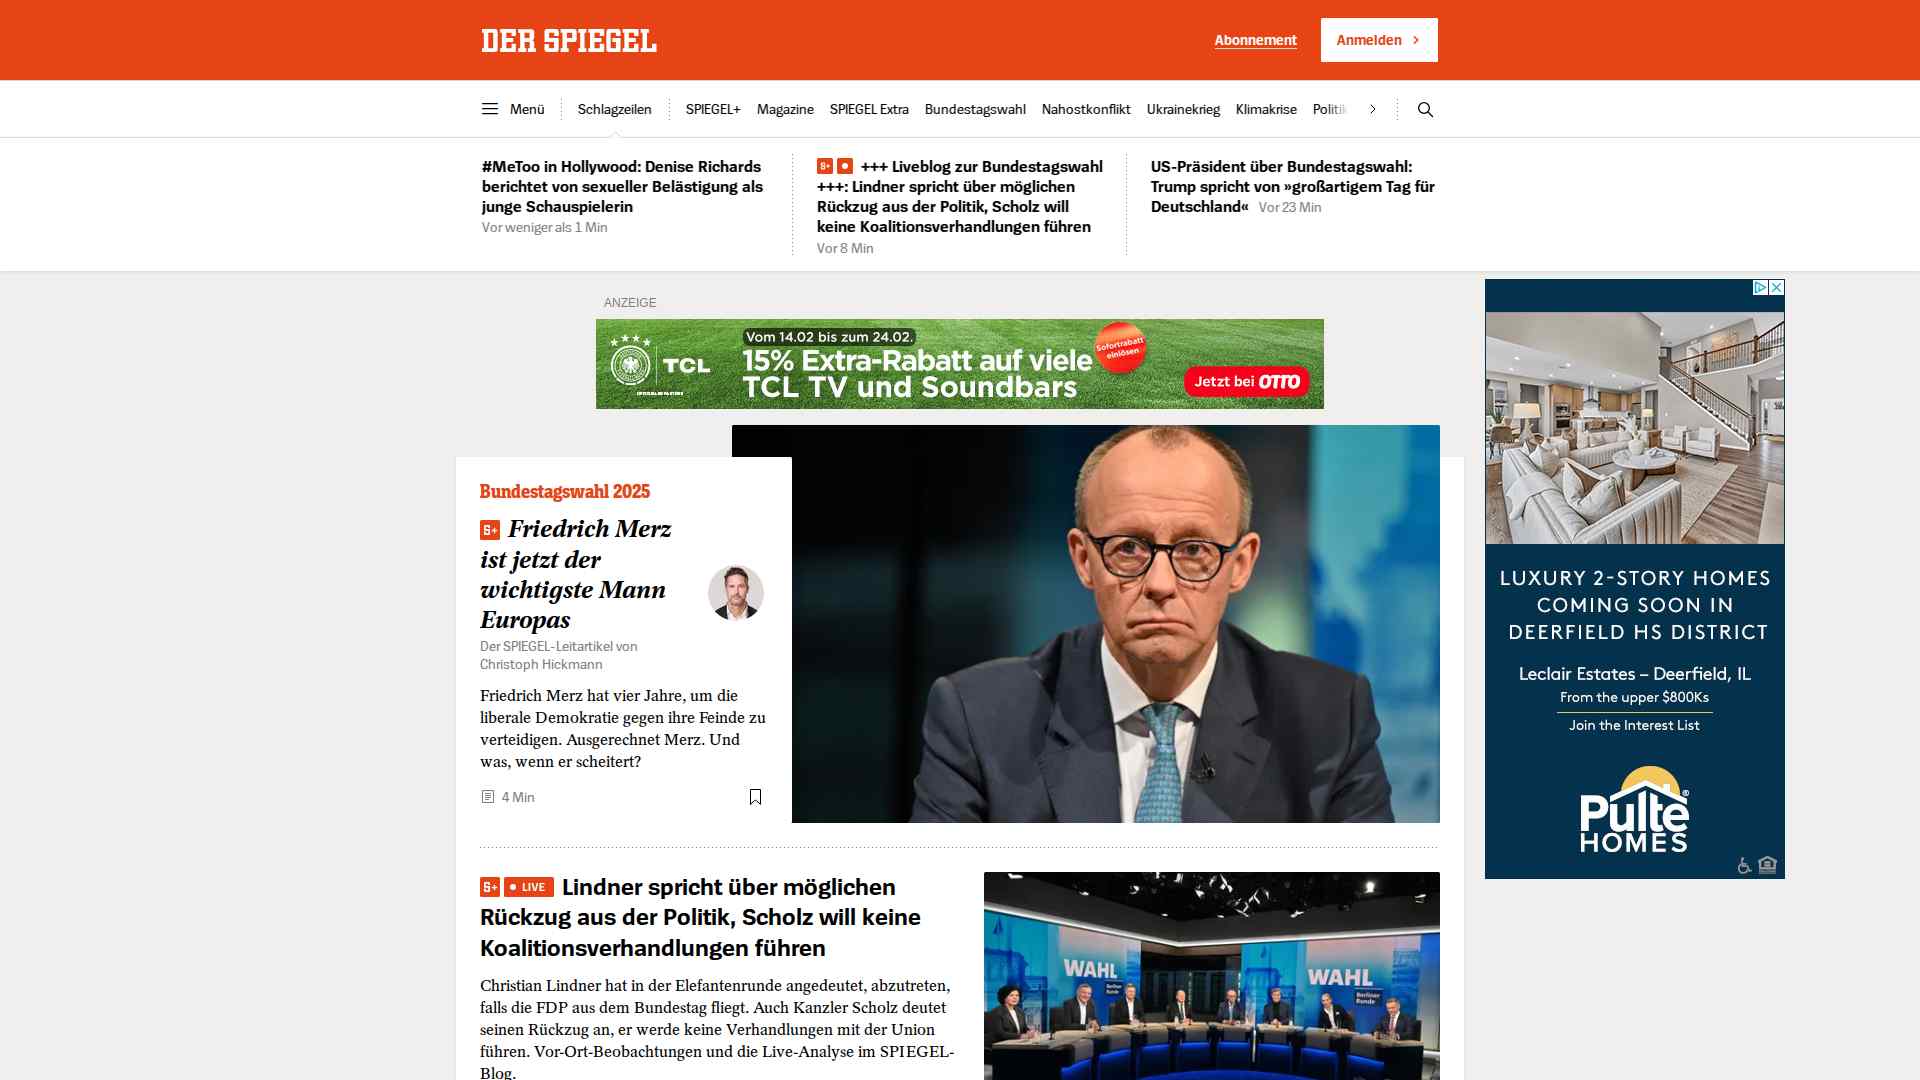 DER SPIEGEL
Abonnement
Anmelden
Menü
Schlagzeilen
SPIEGEL+
Magazine
SPIEGEL Extra
Bundestagswahl
Nahostkonflikt
Ukrainekrieg
Klimakrise
Politik
#MeToo in Hollywood: Denise Richards
berichtet von sexueller Belästigung als
junge Schauspielerin
Vor weniger als 1 Min
S+ +++ Liveblog zur Bundestagswahl
+++: Lindner spricht über möglichen
Rückzug aus der Politik, Scholz will
keine Koalitionsverhandlungen führen
Vor 8 Min
US-Präsident über Bundestagswahl:
Trump spricht von »großartigem Tag für
Deutschland« Vor 23 Min
ANZEIGE
TCL
Vom 14.02 bis zum 24.02.
15% Extra-Rabatt auf viele
TCL TV und Soundbars
Sofortrabatt
einlösen
Jetzt bei OTTO
Bundestagswahl 2025
S+ Friedrich Merz
ist jetzt der
wichtigste Mann
Europas
Der SPIEGEL-Leitartikel von
Christoph Hickmann
Friedrich Merz hat vier Jahre, um die
liberale Demokratie gegen ihre Feinde zu
verteidigen. Ausgerechnet Merz. Und
was, wenn er scheitert?
4 Min
S+ LIVE Lindner spricht über möglichen
Rückzug aus der Politik, Scholz will keine
Koalitionsverhandlungen führen
Christian Lindner hat in der Elefantenrunde angedeutet, abzutreten,
falls die FDP aus dem Bundestag fliegt. Auch Kanzler Scholz deutet
seinen Rückzug an, er werde keine Verhandlungen mit der Union
führen. Vor-Ort-Beobachtungen und die Live-Analyse im SPIEGEL-
Blog.
WAHL
Berliner
Runde
WAHL
Berliner
Runde
LUXURY 2-STORY HOMES
COMING SOON IN
DEERFIELD HS DISTRICT
Leclair Estates – Deerfield, IL
From the upper $800Ks
Join the Interest List
Pulte®
HOMES